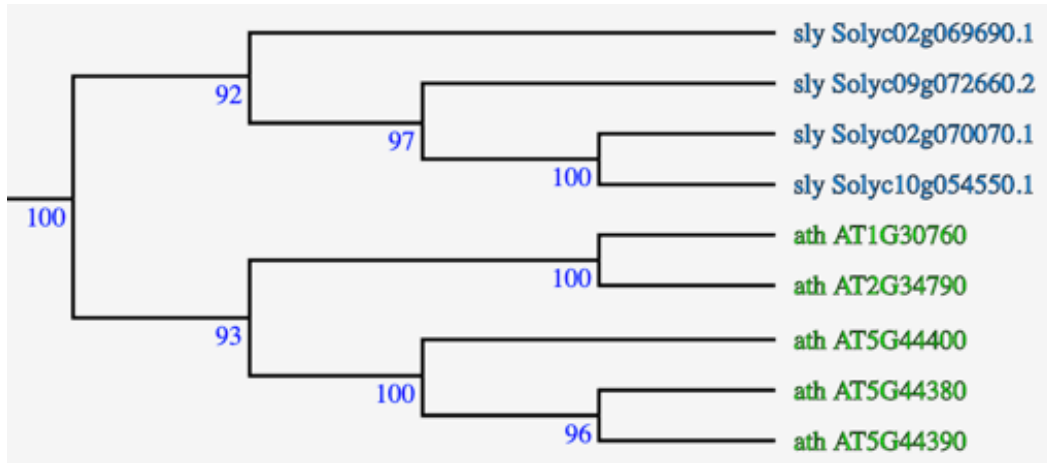 sly Solyc02g069690.1
sly Solyc09g072660.2
92
97
sly Solyc02g070070.1
100
sly Solyc10g054550.1
100
ath AT1G30760
100
ath AT2G34790
93
ath AT5G44400
100
ath AT5G44380
96
ath AT5G44390